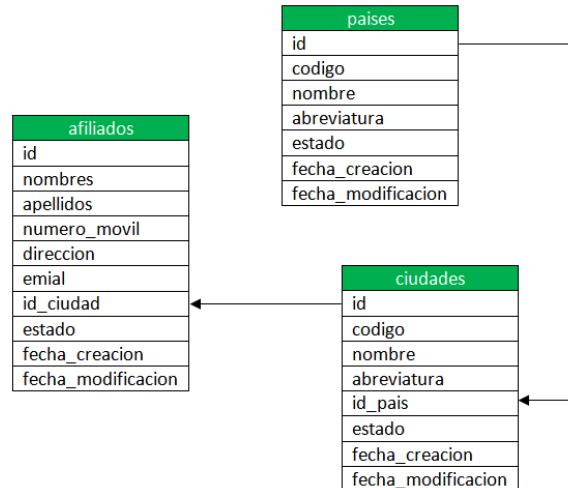 paises
id
codigo
nombre
abreviatura
estado
fecha_creacion
fecha_modificacion
afiliados
id
nombres
apellidos
numero_movil
direccion
emial
id_ciudad
estado
fecha_creacion
fecha_modificacion
ciudades
id
codigo
nombre
abreviatura
id_pais
estado
fecha_creacion
fecha_modificacion